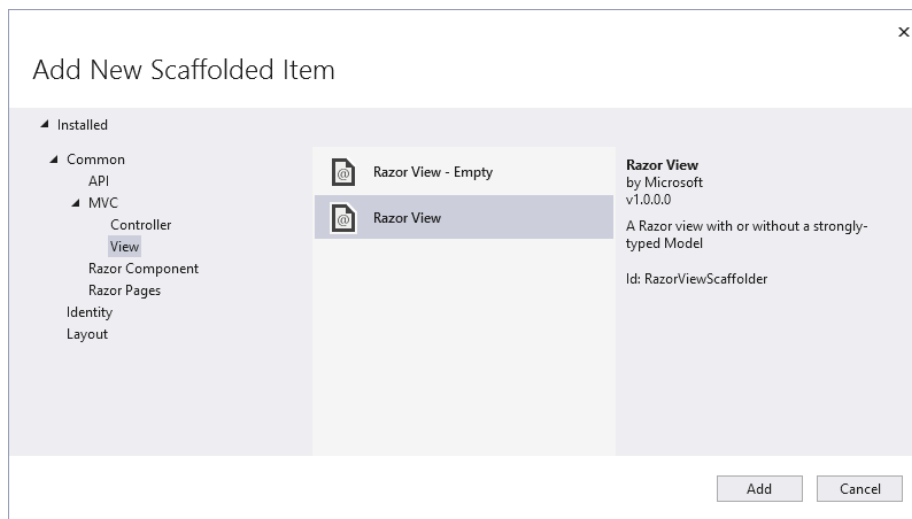 Add New Scaffolded Item
Installed
Common
API
MVC
Controller
View
Razor Component
Razor Pages
Identity
Layout
Razor View - Empty
Razor View
Razor View
by Microsoft
v1.0.0.0
A Razor view with or without a strongly-
typed Model
Id: RazorViewScaffolder
Add
Cancel